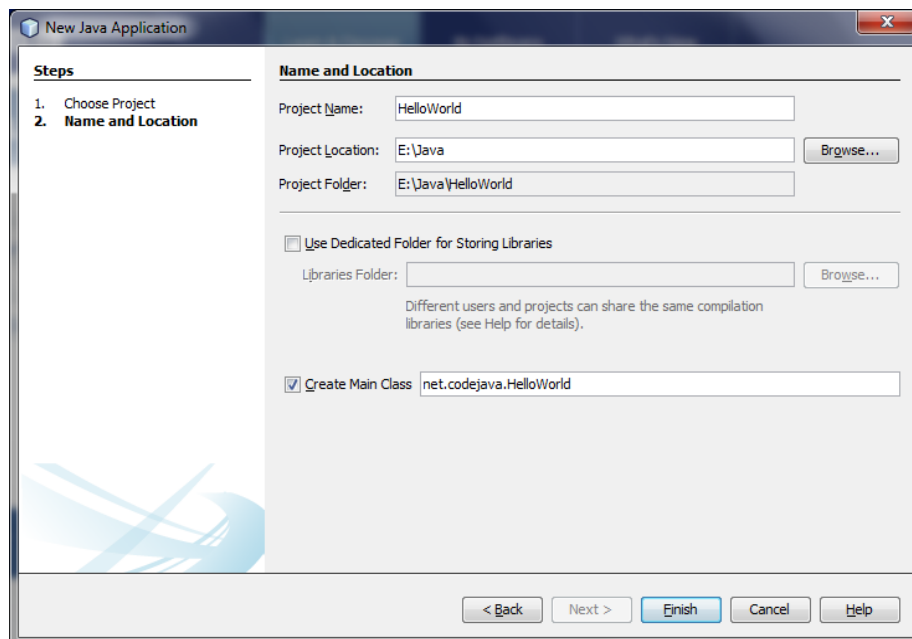 New Java Application
Steps
1. Choose Project
2. Name and Location
Name and Location
Project Name: HelloWorld
Project Location: E:\Java Browse...
Project Folder: E:\Java\HelloWorld
Use Dedicated Folder for Storing Libraries
Libraries Folder: Browse...
Different users and projects can share the same compilation
libraries (see Help for details).
Create Main Class net.codejava.HelloWorld
< Back Next > Finish Cancel Help